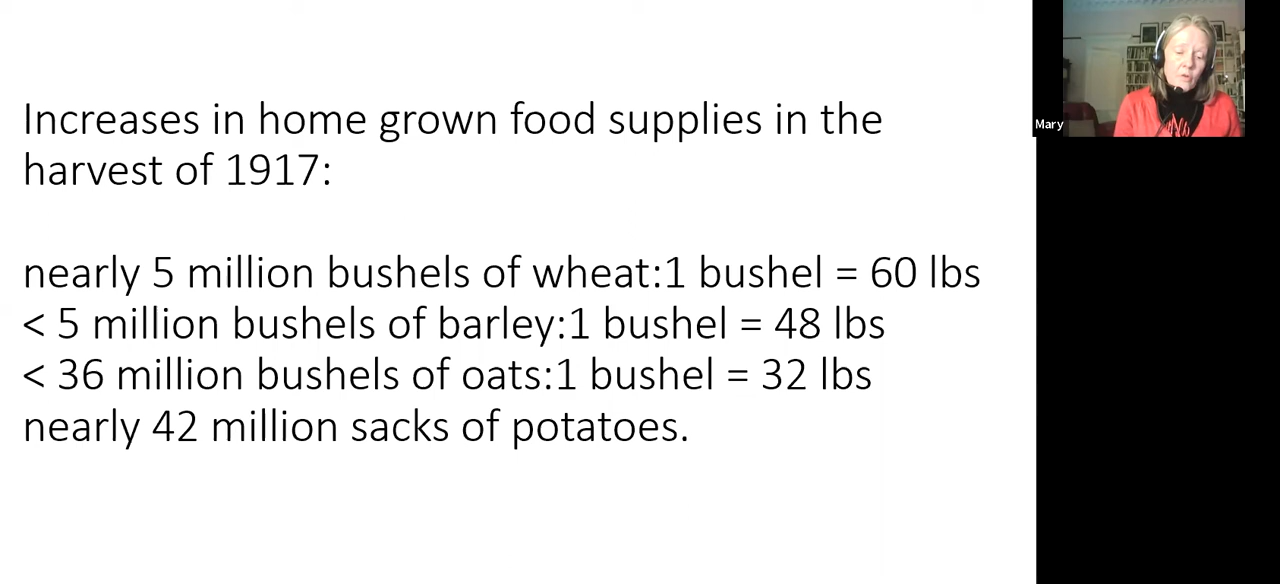 Increases in home grown food supplies in the
harvest of 1917:
nearly 5 million bushels of wheat:1 bushel = 60 lbs
< 5 million bushels of barley:1 bushel = 48 lbs
< 36 million bushels of oats:1 bushel = 32 lbs
nearly 42 million sacks of potatoes.
Mary